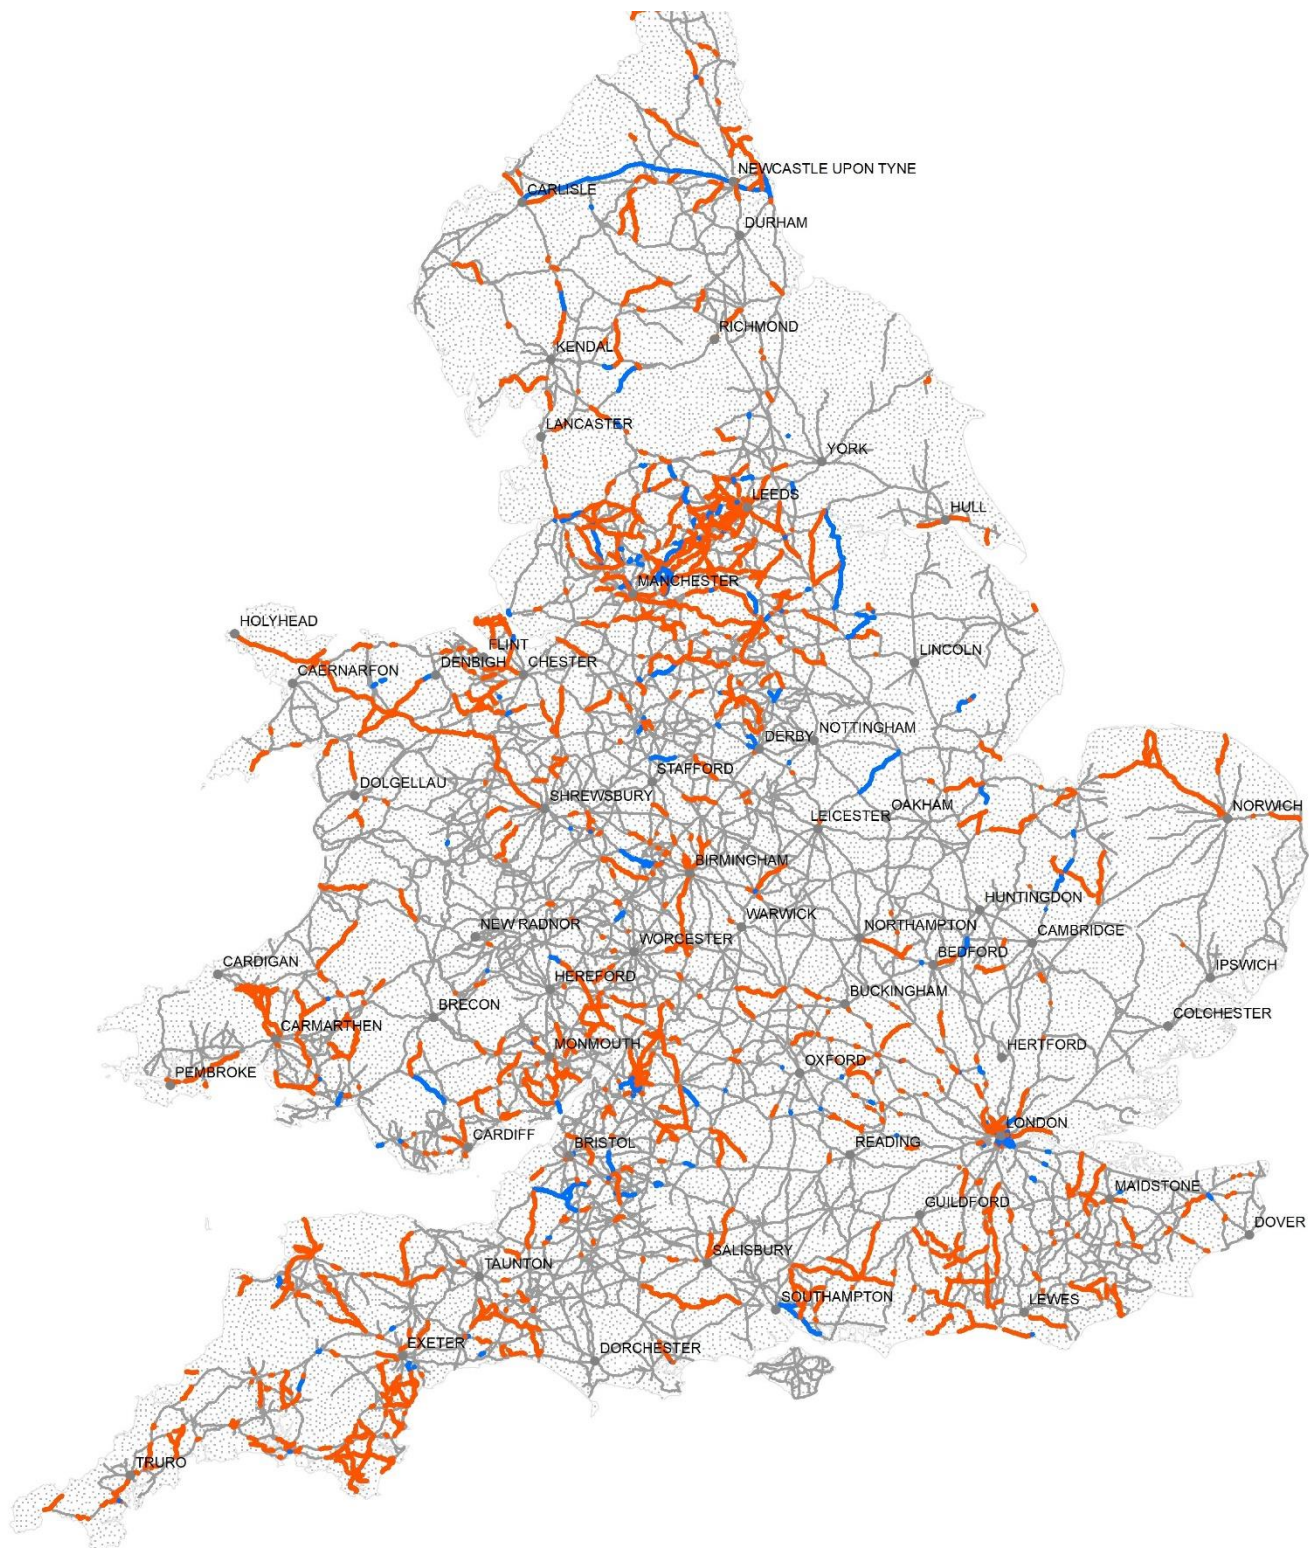 NEWCASTLE UPON TYNE
CARLISLE
DURHAM
RICHMOND
KENDAL
LANCASTER
YORK
LEEDS
HULL
MANCHESTER
HOLYHEAD
FLINT
DENBIGH
CHESTER
LINCOLN
CAERNARFON
NOTTINGHAM
DERBY
STAFFORD
DOLGELLAU
SHREWSBURY
OAKHAM
NORWICH
LEICESTER
BIRMINGHAM
HUNTINGDON
WARWICK
NORTHAMPTON
CAMBRIDGE
NEW RADNOR
WORCESTER
BEDFORD
CARDIGAN
HEREFORD
IPSWICH
BUCKINGHAM
BRECON
COLCHESTER
CARMARTHEN
MONMOUTH
HERTFORD
OXFORD
PEMBROKE
LONDON
CARDIFF
BRISTOL
READING
MAIDSTONE
GUILDFORD
DOVER
SALISBURY
TAUNTON
SOUTHAMPTON
LEWES
EXETER
DORCHESTER
TRURO